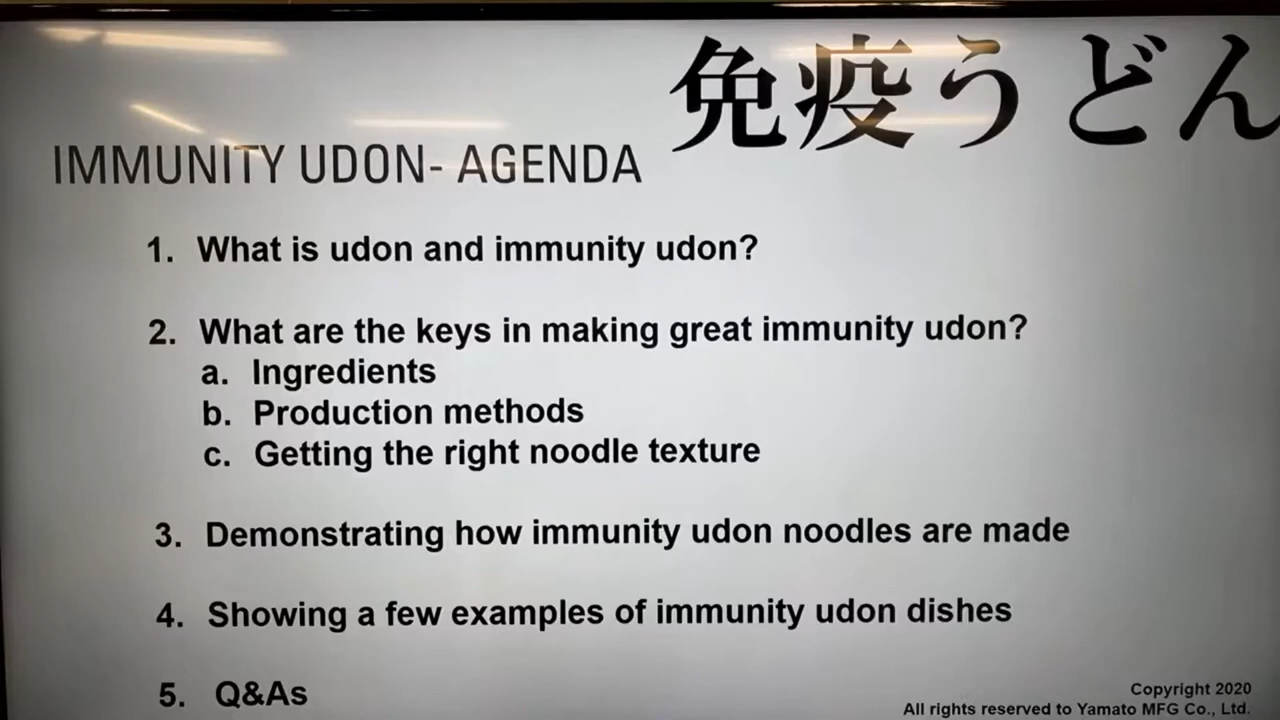 免疫うどん
IMMUNITY UDON- AGENDA
1. What is udon and immunity udon?
2. What are the keys in making great immunity udon?
a. Ingredients
b. Production methods
c. Getting the right noodle texture
3. Demonstrating how immunity udon noodles are made
4. Showing a few examples of immunity udon dishes
5. Q&As
Copyright 2020
All rights reserved to Yamato MFG Co., Ltd.